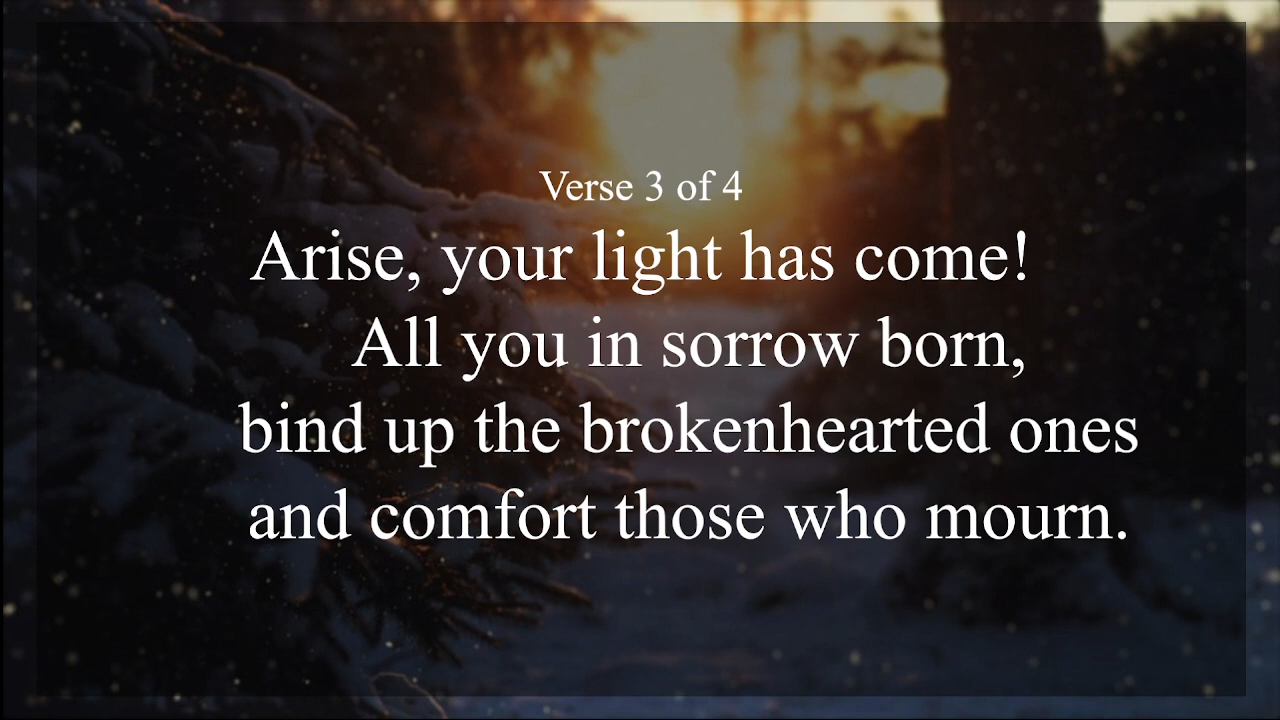 Verse 3 of 4
Arise, your light has come!
All you in sorrow born,
bind up the brokenhearted ones
and comfort those who mourn.